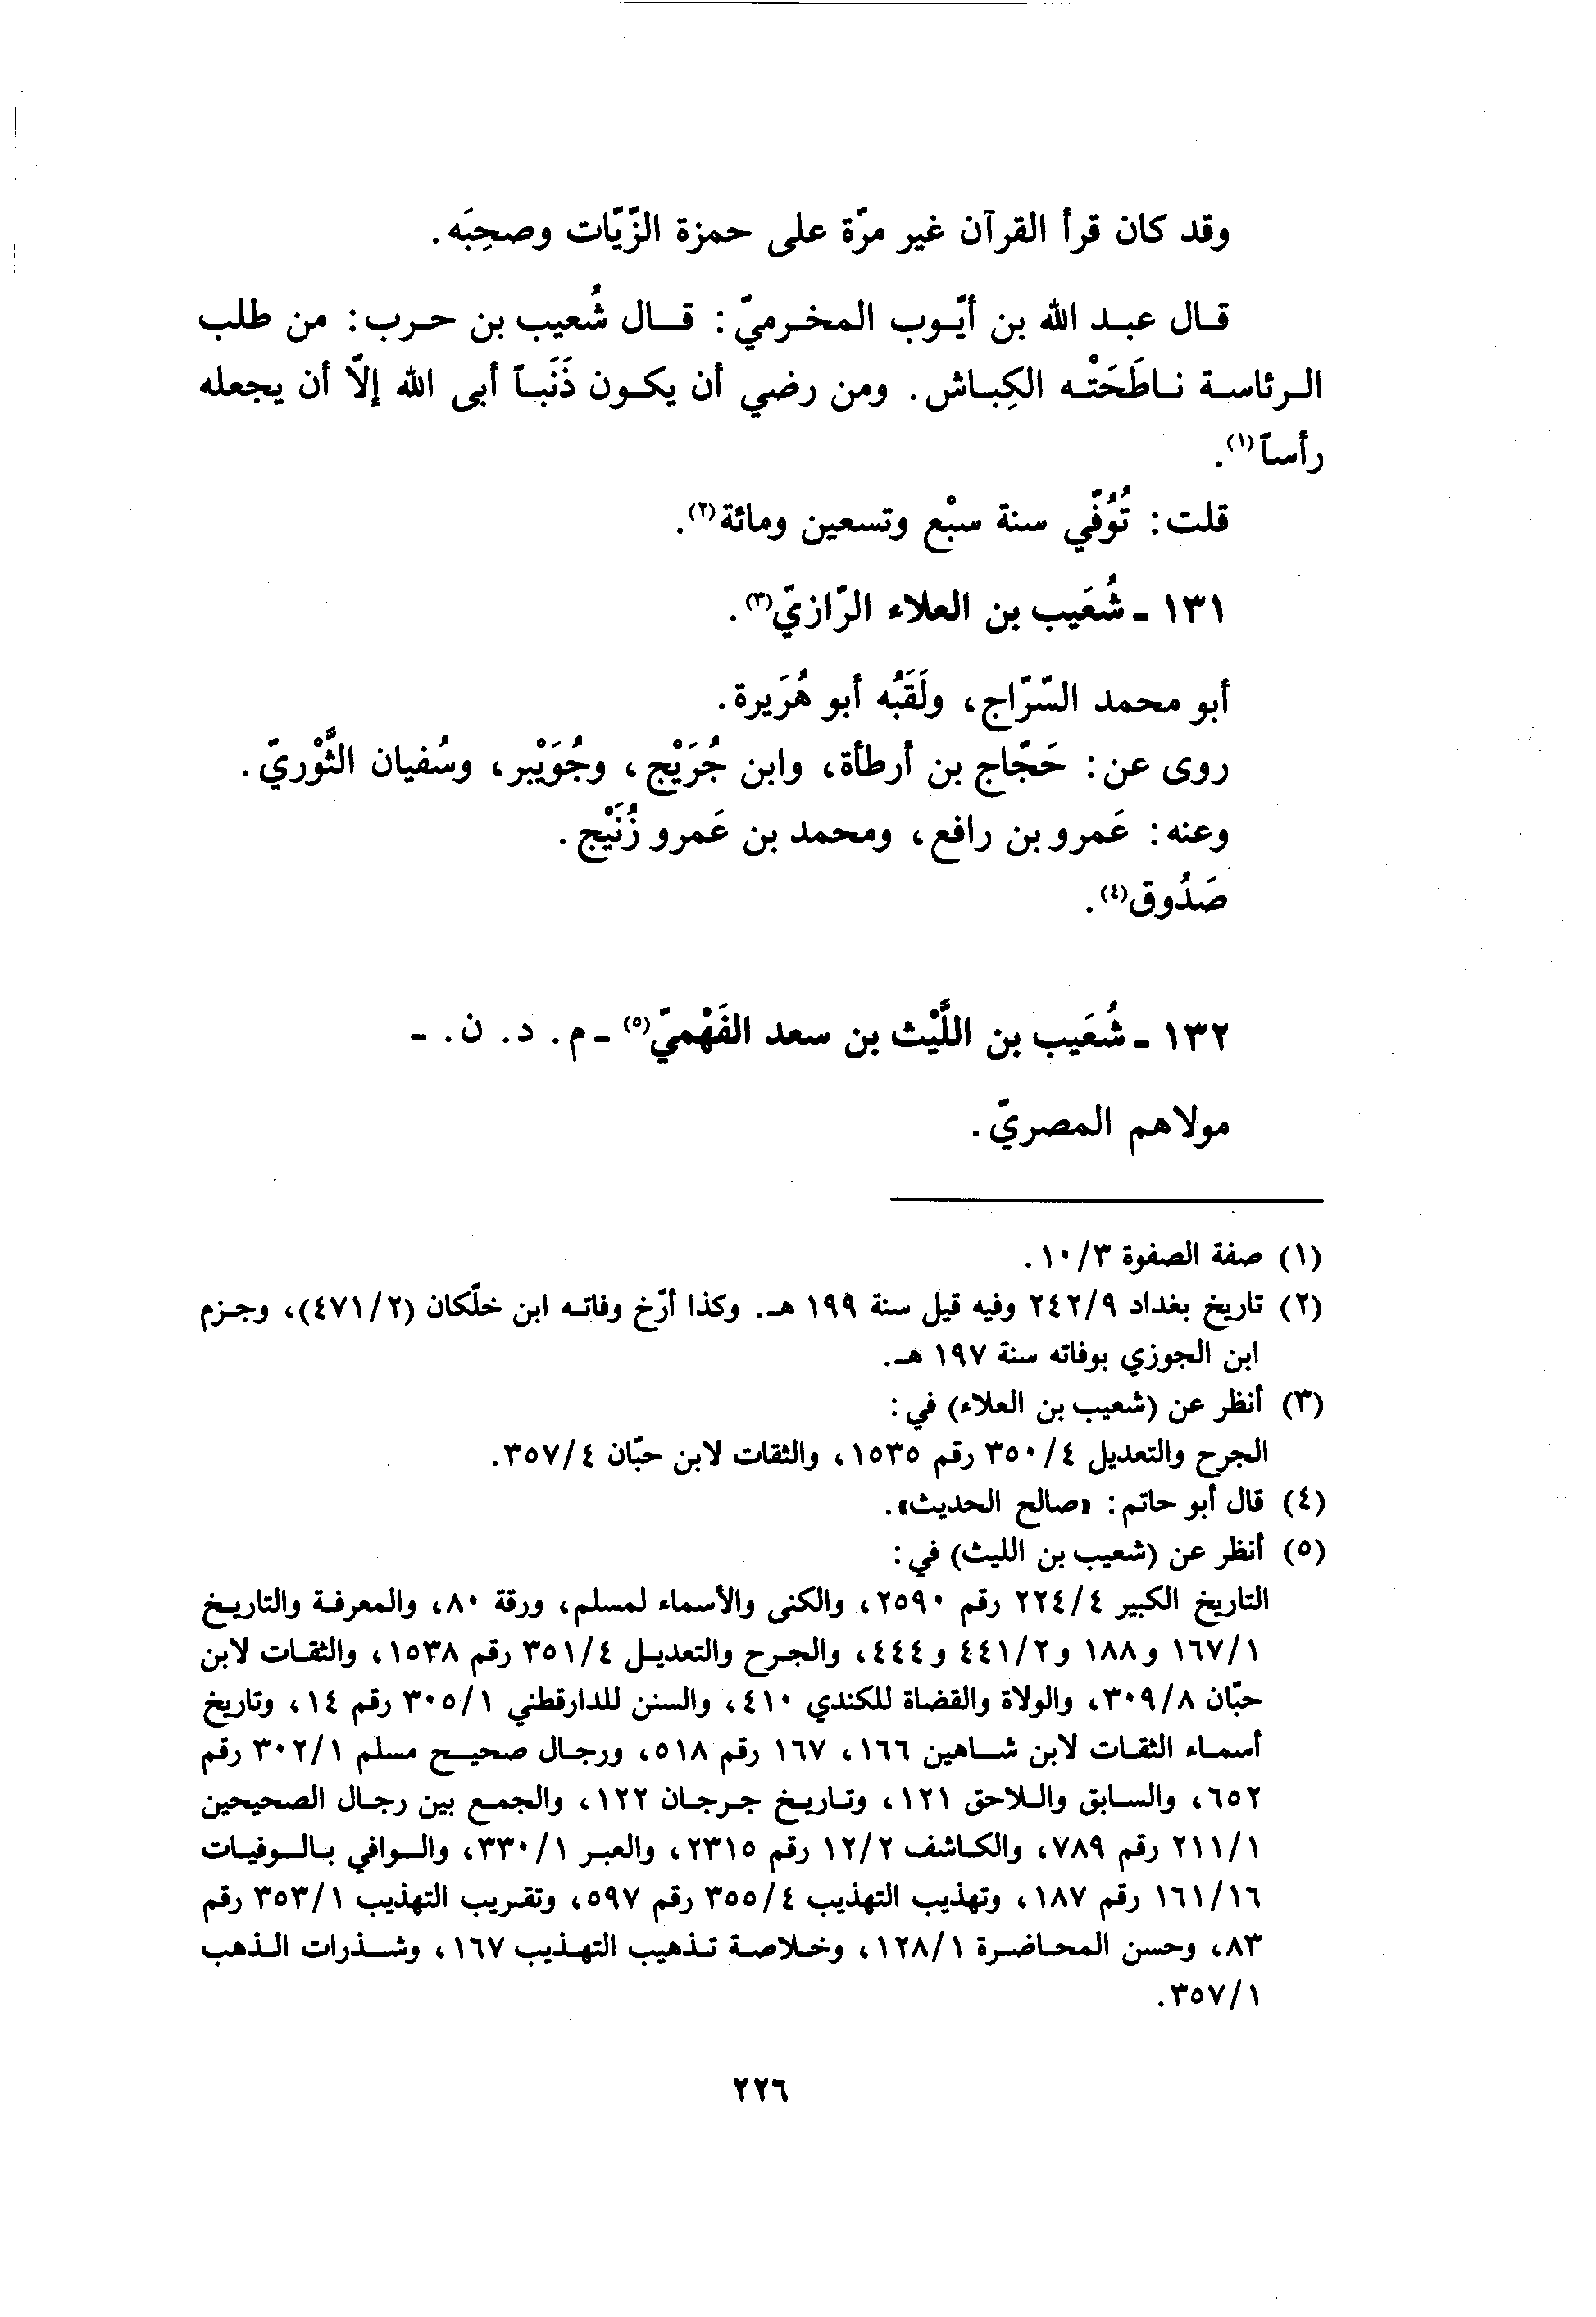 وقد كان قرأ القرآن غير مرّة على حمزة الزّيّات وصحِبَه.
قال عبد الله بن أيّوب المخرميّ: قال شُعيب بن حرب: من طلب
الرئاسة ناطَحَتْه الكِباش. ومن رضي أن يكون ذَنَباً أبى الله إلّا أن يجعله
رأساً(١).
قلت: تُوُفّي سنة سبْع وتسعين ومائة(٢).
١٣١ ـ شُعَيب بن العلاء الرّازيّ(٣).
أبو محمد السّرّاج، ولَقَبُه أبو هُرَيرة.
روى عن: حَجّاج بن أرطأة، وابن جُرَيْج، وجُوَيْبر، وسُفيان الثَّوْريّ.
وعنه: عَمرو بن رافع، ومحمد بن عَمرو زُنَيْج.
صَدُوق(٤).
١٣٢ ـ شُعَيب بن اللَّيْث بن سعد الفَهْميّ(٥) ـ م. د. ن. ـ
مولاهم المصريّ.
(١) صفة الصفوة ١٠/٣.
(٢) تاريخ بغداد ٢٤٢/٩ وفيه قيل سنة ١٩٩ هـ. وكذا أرّخ وفاته ابن خلّكان (٤٧١/٢)، وجزم
ابن الجوزي بوفاته سنة ١٩٧ هـ.
(٣) أنظر عن (شعيب بن العلاء) في:
الجرح والتعديل ٣٥٠/٤ رقم ١٥٣٥، والثقات لابن حبّان ٣٥٧/٤.
(٤) قال أبو حاتم: «صالح الحديث».
(٥) أنظر عن (شعيب بن الليث) في:
التاريخ الكبير ٢٢٤/٤ رقم ٢٥٩٠، والكنى والأسماء لمسلم، ورقة ٨٠، والمعرفة والتاريخ
١٦٧/١ و١٨٨ و٤٤١/٢ و٤٤٤، والجرح والتعديل ٣٥١/٤ رقم ١٥٣٨، والثقات لابن
حبّان ٣٠٩/٨، والولاة والقضاة للكندي ٤١٠، والسنن للدارقطني ٣٠٥/١ رقم ١٤، وتاريخ
أسماء الثقات لابن شاهين ١٦٦، ١٦٧ رقم ٥١٨، ورجال صحيح مسلم ٣٠٢/١ رقم
٦٥٢، والسابق واللاحق ١٢١، وتاريخ جرجان ١٢٢، والجمع بين رجال الصحيحين
٢١١/١ رقم ٧٨٩، والكاشف ١٢/٢ رقم ٢٣١٥، والعبر ٣٣٠/١، والوافي بالوفيات
١٦١/١٦ رقم ١٨٧، وتهذيب التهذيب ٣٥٥/٤ رقم ٥٩٧، وتقريب التهذيب ٣٥٣/١ رقم
٨٣، وحسن المحاضرة ١٢٨/١، وخلاصة تذهيب التهذيب ١٦٧، وشذرات الذهب
٣٥٧/١.
٢٢٦